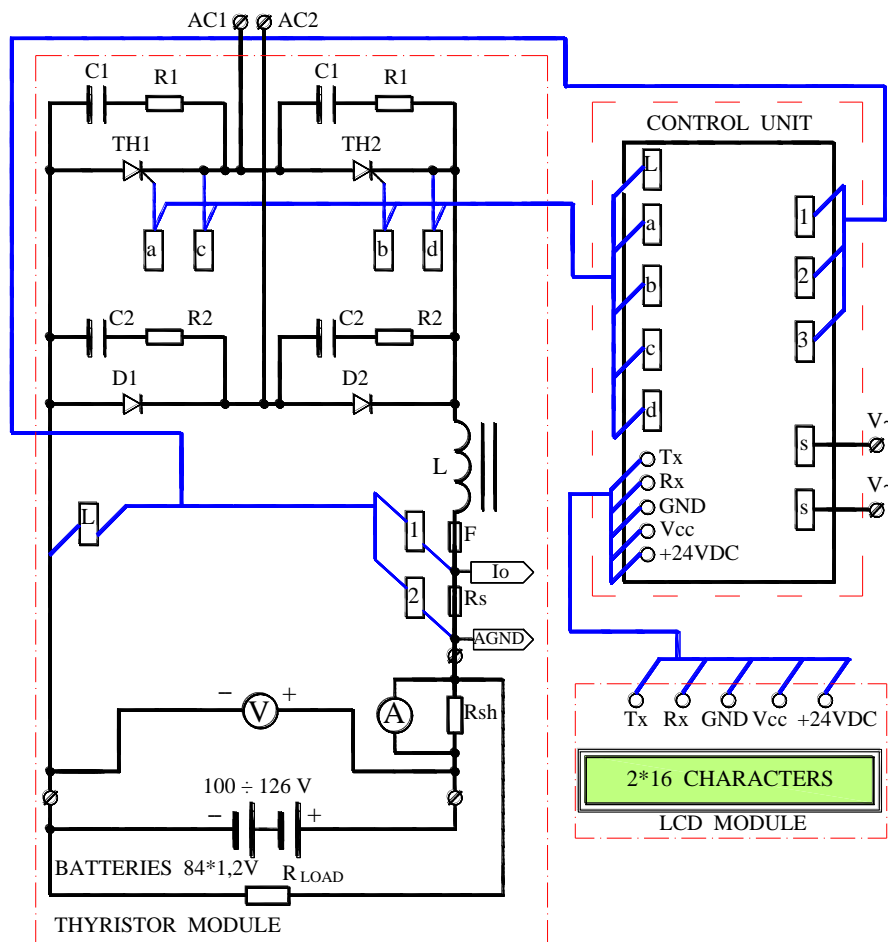 AC1 AC2
C1 R1 C1 R1
TH1 TH2
a c b d
C2 R2 C2 R2
D1 D2
L
F
L
1
Io
2
Rs
AGND
− V +
A
Rsh
100 ÷ 126 V
− +
BATTERIES 84*1,2V
R LOAD
THYRISTOR MODULE
CONTROL UNIT
L
a
b
c
d
1
2
3
s V~
s V~
Tx
Rx
GND
Vcc
+24VDC
Tx Rx GND Vcc +24VDC
2*16 CHARACTERS
LCD MODULE